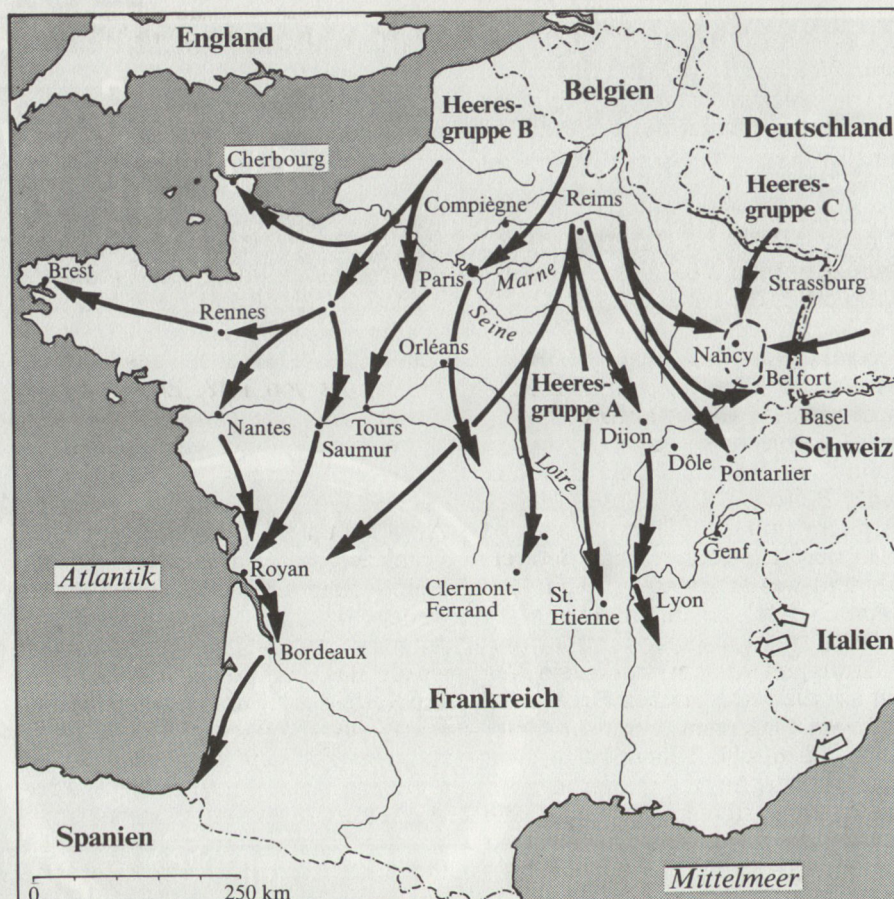 England
Belgien
Heeres-
gruppe B
Deutschland
Cherbourg
Heeres-
gruppe C
Compiègne
Reims
Brest
Paris
Marne
Strassburg
Rennes
Seine
Orléans
Nancy
Heeres-
gruppe A
Belfort
Nantes
Tours
Basel
Saumur
Dijon
Schweiz
Loire
Dôle
Pontarlier
Genf
Atlantik
Royan
Clermont-
Ferrand
St.
Etienne
Lyon
Italien
Bordeaux
Frankreich
Spanien
Mittelmeer
0 250 km